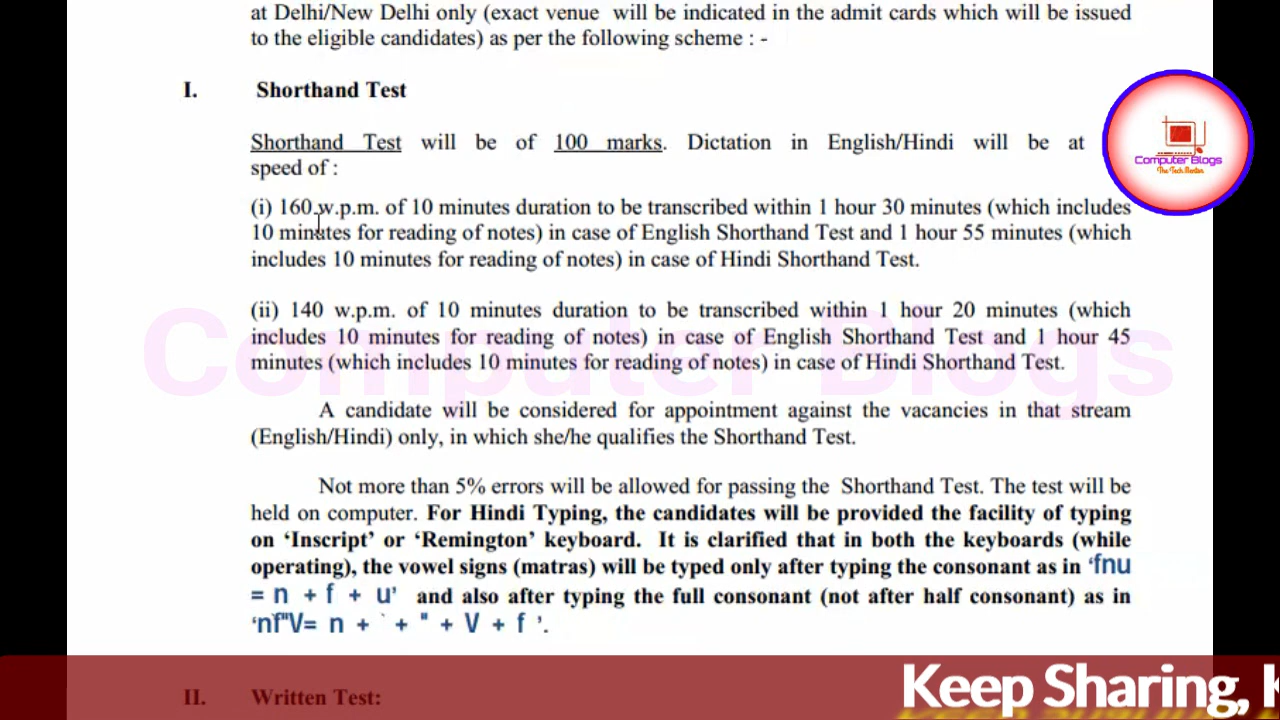 at Delhi/New Delhi only (exact venue will be indicated in the admit cards which will be issued
to the eligible candidates) as per the following scheme : -
I. Shorthand Test
Shorthand Test will be of 100 marks. Dictation in English/Hindi will be at
speed of :
(i) 160 w.p.m. of 10 minutes duration to be transcribed within 1 hour 30 minutes (which includes
10 minutes for reading of notes) in case of English Shorthand Test and 1 hour 55 minutes (which
includes 10 minutes for reading of notes) in case of Hindi Shorthand Test.
(ii) 140 w.p.m. of 10 minutes duration to be transcribed within 1 hour 20 minutes (which
includes 10 minutes for reading of notes) in case of English Shorthand Test and 1 hour 45
minutes (which includes 10 minutes for reading of notes) in case of Hindi Shorthand Test.
A candidate will be considered for appointment against the vacancies in that stream
(English/Hindi) only, in which she/he qualifies the Shorthand Test.
Not more than 5% errors will be allowed for passing the Shorthand Test. The test will be
held on computer. For Hindi Typing, the candidates will be provided the facility of typing
on ‘Inscript’ or ‘Remington’ keyboard. It is clarified that in both the keyboards (while
operating), the vowel signs (matras) will be typed only after typing the consonant as in ‘fnu
= n + f + u’ and also after typing the full consonant (not after half consonant) as in
‘nf"V= n + ` + " + V + f ’.
II. Written Test:
Computer Blogs
The Tech Mentor
Computer Blogs
Keep Sharing, K